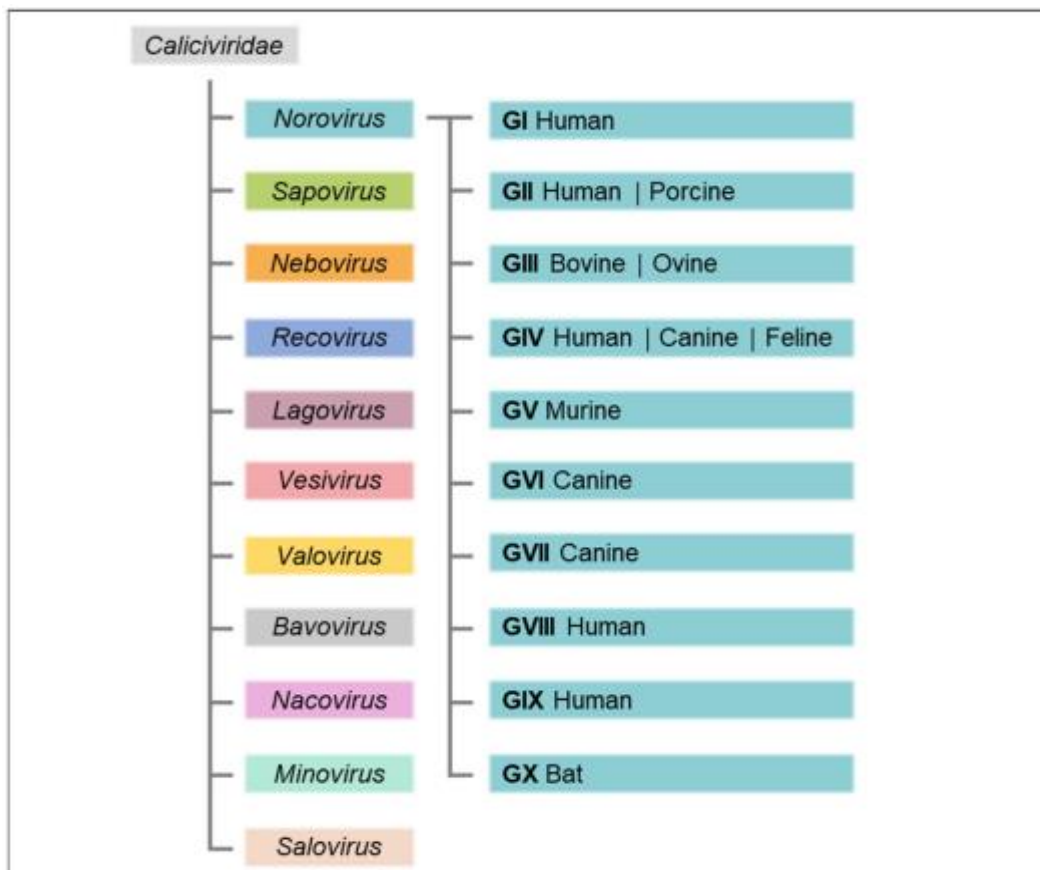 Caliciviridae
Norovirus
GI Human
Sapovirus
GII Human | Porcine
Nebovirus
GIII Bovine | Ovine
Recovirus
GIV Human | Canine | Feline
Lagovirus
GV Murine
Vesivirus
GVI Canine
Valovirus
GVII Canine
Bavovirus
GVIII Human
Nacovirus
GIX Human
Minovirus
GX Bat
Salovirus